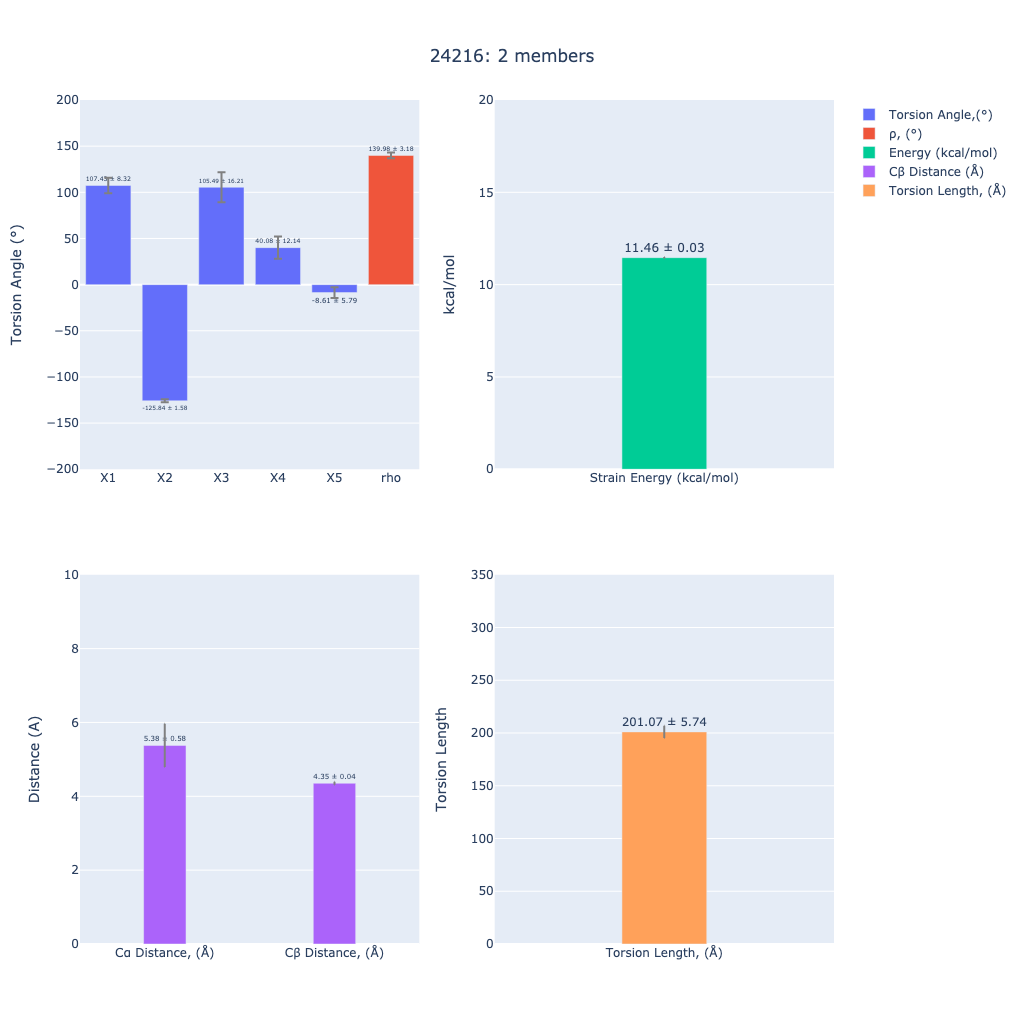 24216: 2 members
200
150
100
50
0
−50
−100
−150
−200
Torsion Angle (°)
107.45 ± 8.32
-125.84 ± 1.58
105.49 ± 16.21
40.08 ± 12.14
-8.61 ± 5.79
139.98 ± 3.18
X1 X2 X3 X4 X5 rho
20
15
10
5
0
kcal/mol
11.46 ± 0.03
Strain Energy (kcal/mol)
Torsion Angle,(°)
ρ, (°)
Energy (kcal/mol)
Cβ Distance (Å)
Torsion Length, (Å)
10
8
6
4
2
0
Distance (A)
5.38 ± 0.58
4.35 ± 0.04
Cα Distance, (Å) Cβ Distance, (Å)
350
300
250
200
150
100
50
0
Torsion Length
201.07 ± 5.74
Torsion Length, (Å)